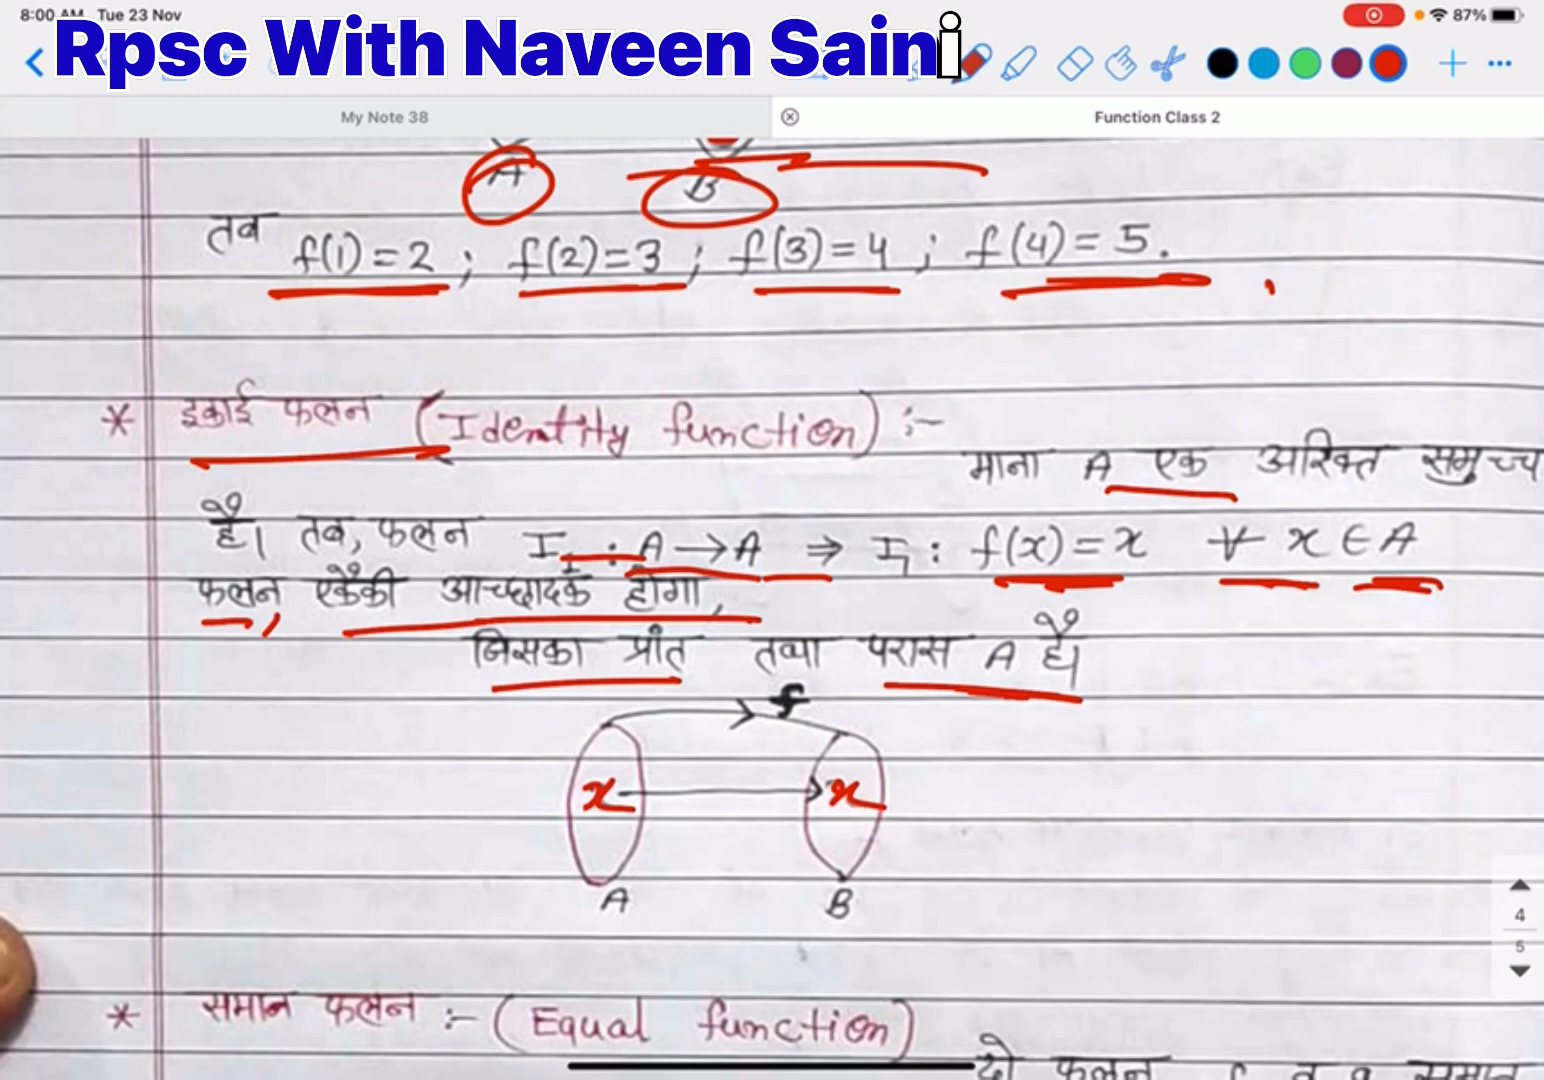 8:00 AM Tue 23 Nov
87%
Rpsc With Naveen Saini
My Note 38
Function Class 2
A B
तब f(1)=2 ; f(2)=3 ; f(3)=4 ; f(4)=5.
* इकाई फलन (Identity function) :-
माना A एक अरिक्त समुच्च
है। तब, फलन I : A→A ⇒ I : f(x)=x ∀ x∈A
फलन एकैकी आच्छादक होगा,
जिसका प्रांत तथा परास A है।
f
x x
A B
4
5
* समान फलन :- (Equal function)
दो फलन